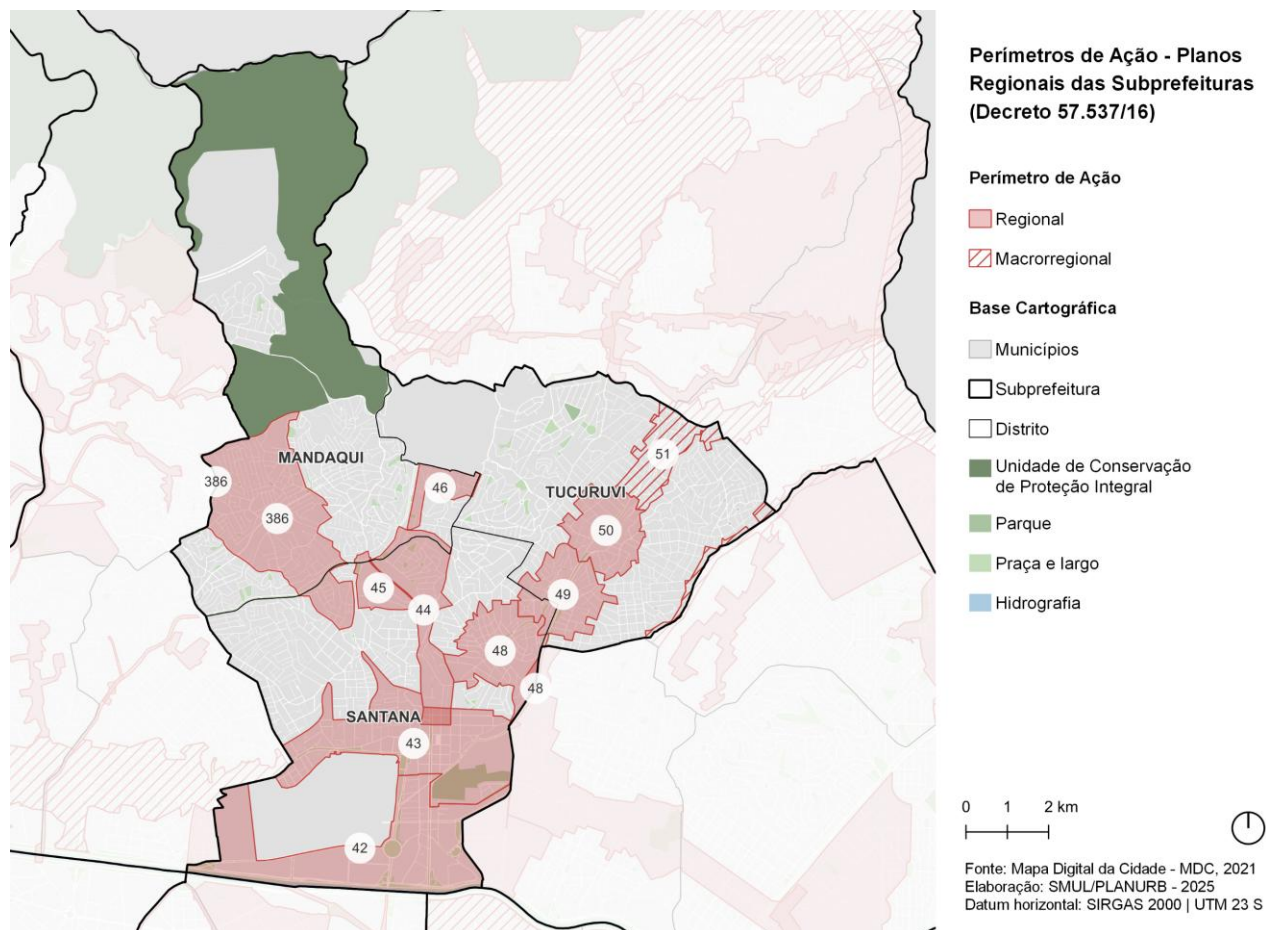 Perímetros de Ação - Planos
Regionais das Subprefeituras
(Decreto 57.537/16)
Perímetro de Ação
Regional
Macrorregional
Base Cartográfica
Municípios
Subprefeitura
Distrito
Unidade de Conservação
de Proteção Integral
Parque
Praça e largo
Hidrografia
0 1 2 km
Fonte: Mapa Digital da Cidade - MDC, 2021
Elaboração: SMUL/PLANURB - 2025
Datum horizontal: SIRGAS 2000 | UTM 23 S
MANDAQUI
51
386
46
TUCURUVI
386
50
45
49
44
48
48
SANTANA
43
42